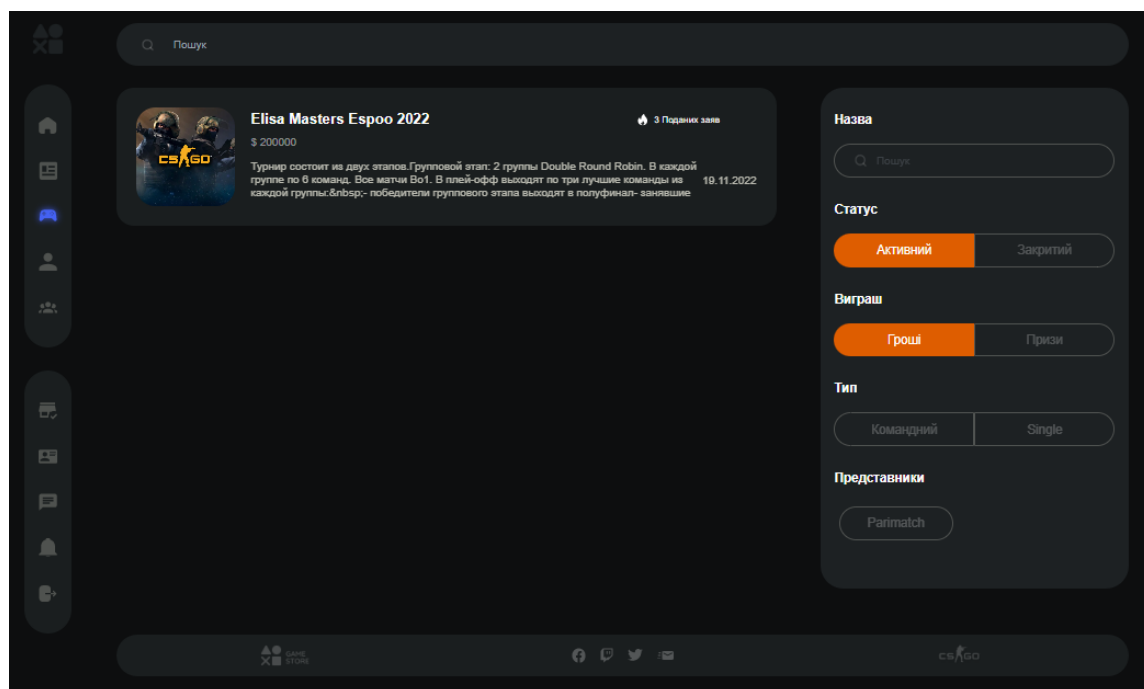 Пошук
Elisa Masters Espoo 2022
3 Поданих заяв
$ 200000
Турнир состоит из двух этапов.Групповой этап: 2 группы Double Round Robin. В каждой
группе по 6 команд. Все матчи Bo1. В плей-офф выходят по три лучшие команды из
каждой группы:&nbsp;- победители группового этапа выходят в полуфинал- занявшие
19.11.2022
CS GO
Назва
Пошук
Статус
Активний
Закритий
Виграш
Гроші
Призи
Тип
Командний
Single
Представники
Parimatch
GAME
STORE
CS GO